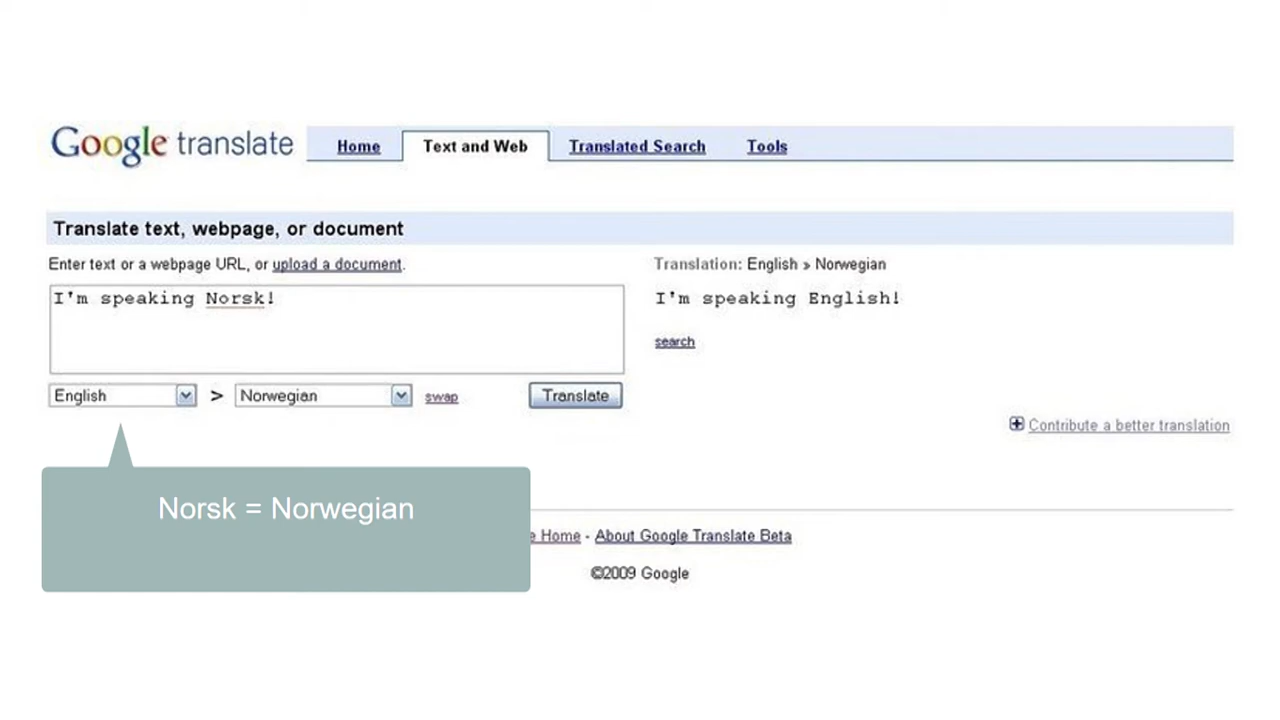 Google translate
Home Text and Web Translated Search Tools
Translate text, webpage, or document
Enter text or a webpage URL, or upload a document.
I'm speaking Norsk!
English > Norwegian swap Translate
Translation: English » Norwegian
I'm speaking English!
search
Contribute a better translation
Norsk = Norwegian
Home - About Google Translate Beta
©2009 Google